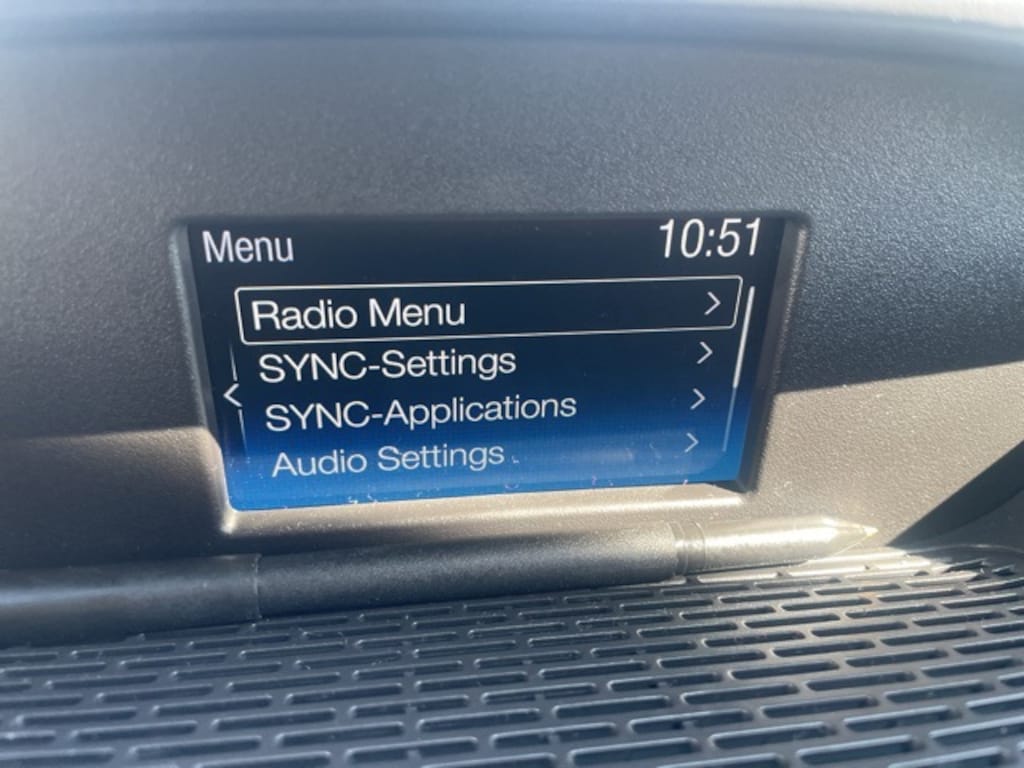 Menu 10:51
Radio Menu
SYNC-Settings
SYNC-Applications
Audio Settings